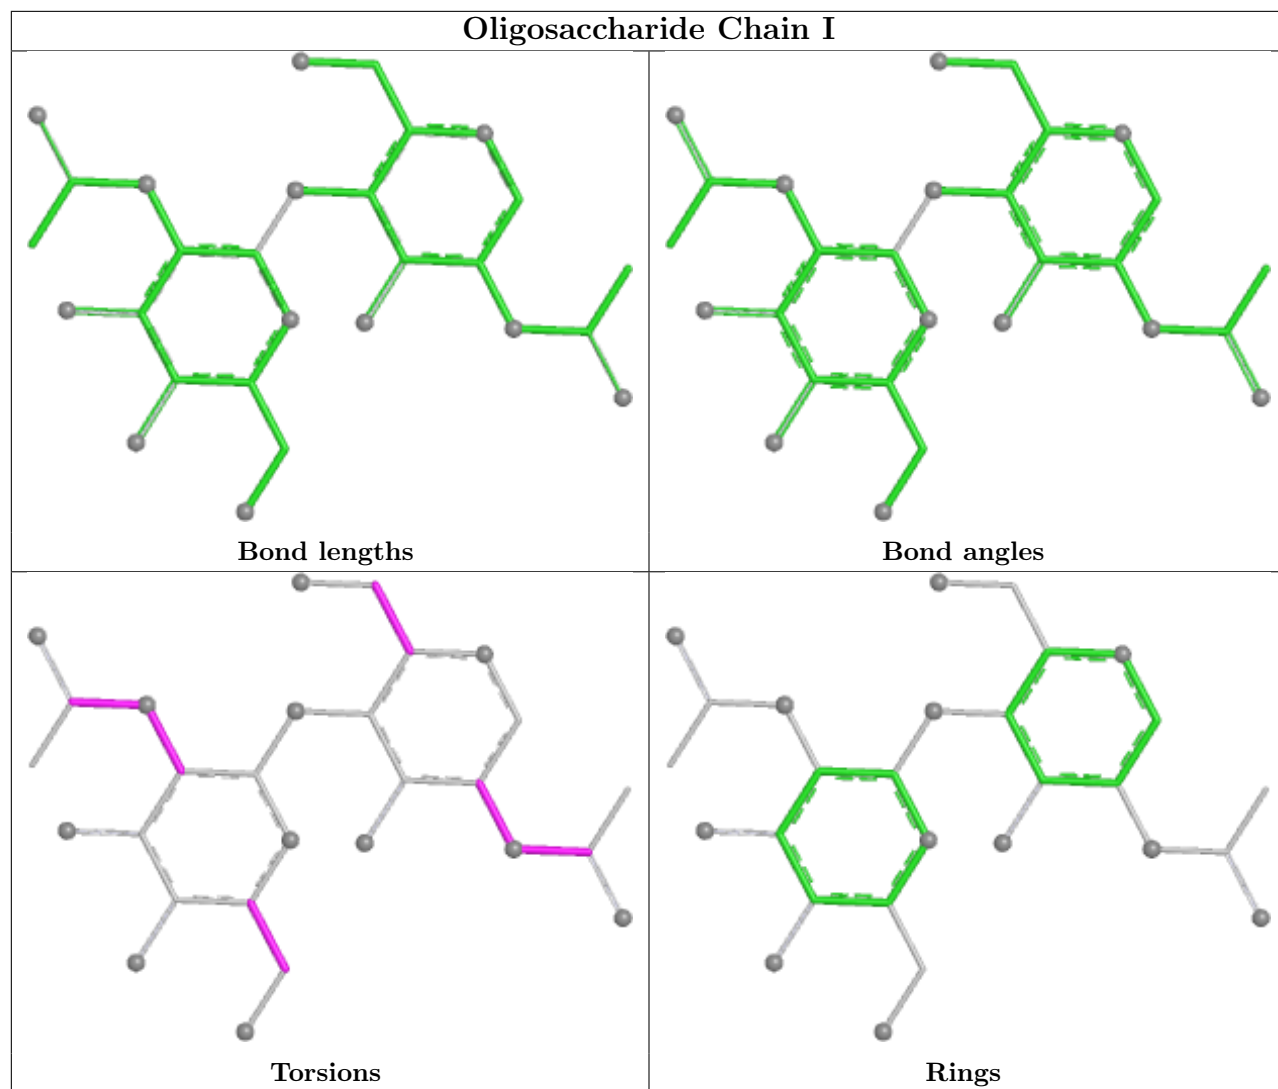 Oligosaccharide Chain I
Bond lengths
Bond angles
Torsions
Rings